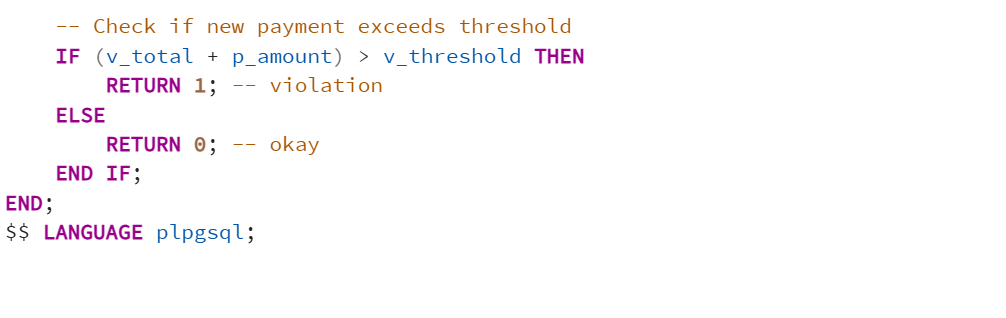 -- Check if new payment exceeds threshold
    IF (v_total + p_amount) > v_threshold THEN
        RETURN 1; -- violation
    ELSE
        RETURN 0; -- okay
    END IF;
END;
$$ LANGUAGE plpgsql;